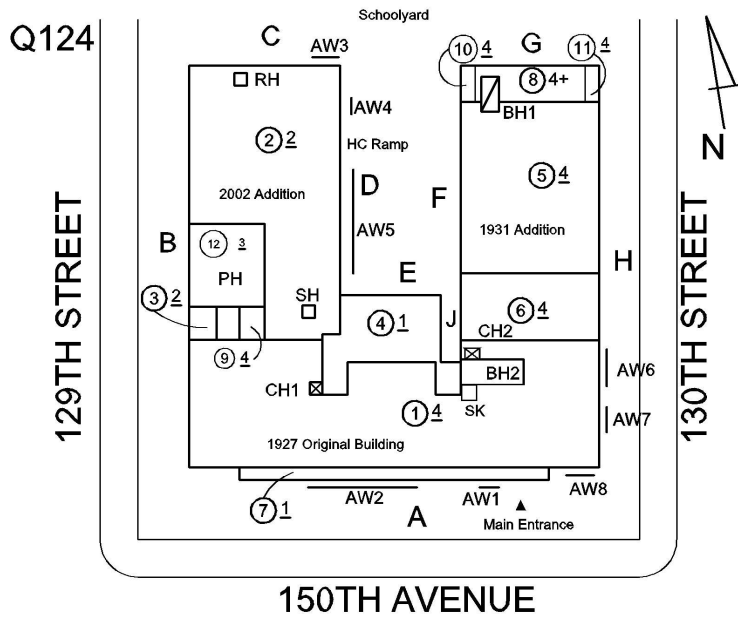 Schoolyard
Q124
C
AW3
10 4
G
11 4
RH
8 4+
BH1
AW4
N
2 2
HC Ramp
5 4
D
2002 Addition
F
1931 Addition
AW5
B
12 3
H
PH
E
3 2
SH
4 1
J
6 4
CH2
9 4
BH2
AW6
CH1
1 4
SK
AW7
1927 Original Building
AW8
7 1
AW2
AW1
A
Main Entrance
129TH STREET
130TH STREET
150TH AVENUE